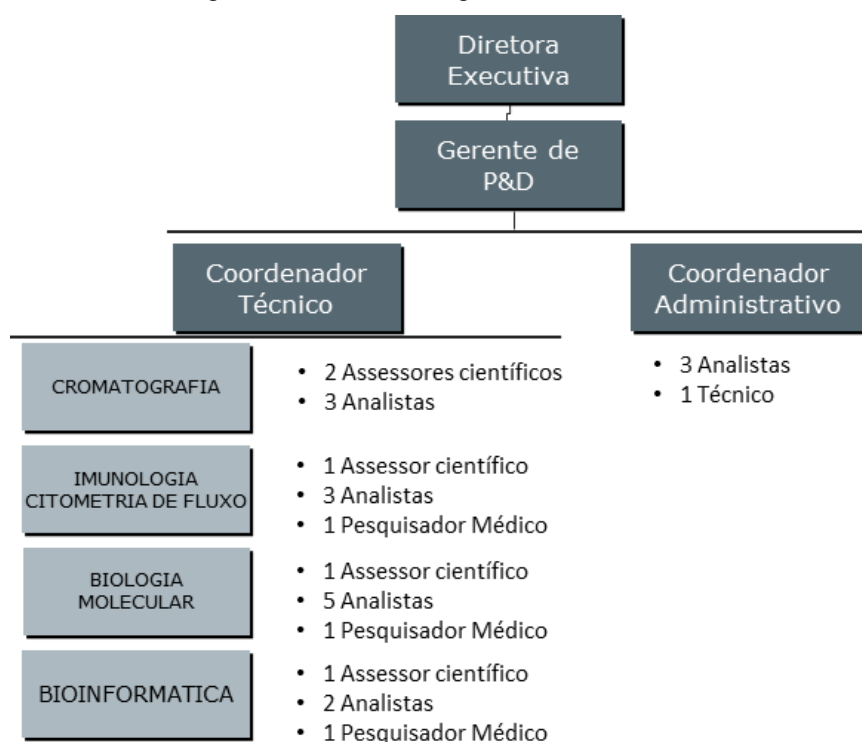 Diretora
Executiva
Gerente de
P&D
Coordenador
Técnico
Coordenador
Administrativo
CROMATOGRAFIA
• 2 Assessores científicos
• 3 Analistas
• 3 Analistas
• 1 Técnico
IMUNOLOGIA
CITOMETRIA DE FLUXO
• 1 Assessor científico
• 3 Analistas
• 1 Pesquisador Médico
BIOLOGIA
MOLECULAR
• 1 Assessor científico
• 5 Analistas
• 1 Pesquisador Médico
BIOINFORMATICA
• 1 Assessor científico
• 2 Analistas
• 1 Pesquisador Médico